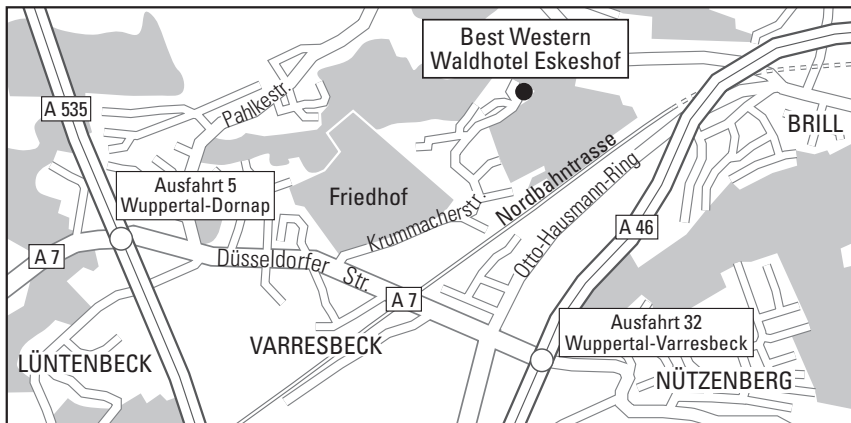 Best Western
Waldhotel Eskeshof
A 535
Pahlkestr.
BRILL
Nordbahntrasse
Ausfahrt 5
Wuppertal-Dornap
Friedhof
Krummacherstr.
Otto-Hausmann-Ring
A 46
A 7
Düsseldorfer Str.
A 7
Ausfahrt 32
Wuppertal-Varresbeck
VARRESBECK
LÜNTENBECK
NÜTZENBERG